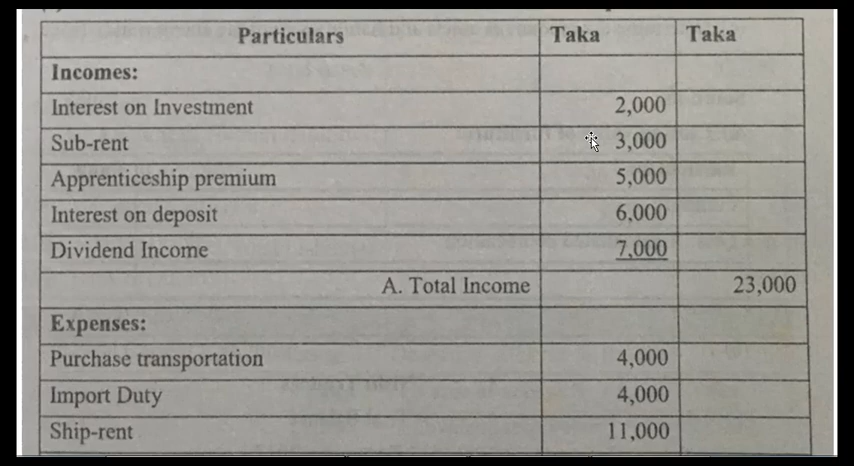 Particulars Taka Taka
Incomes:
Interest on Investment 2,000
Sub-rent 3,000
Apprenticeship premium 5,000
Interest on deposit 6,000
Dividend Income 7,000
A. Total Income 23,000
Expenses:
Purchase transportation 4,000
Import Duty 4,000
Ship-rent 11,000